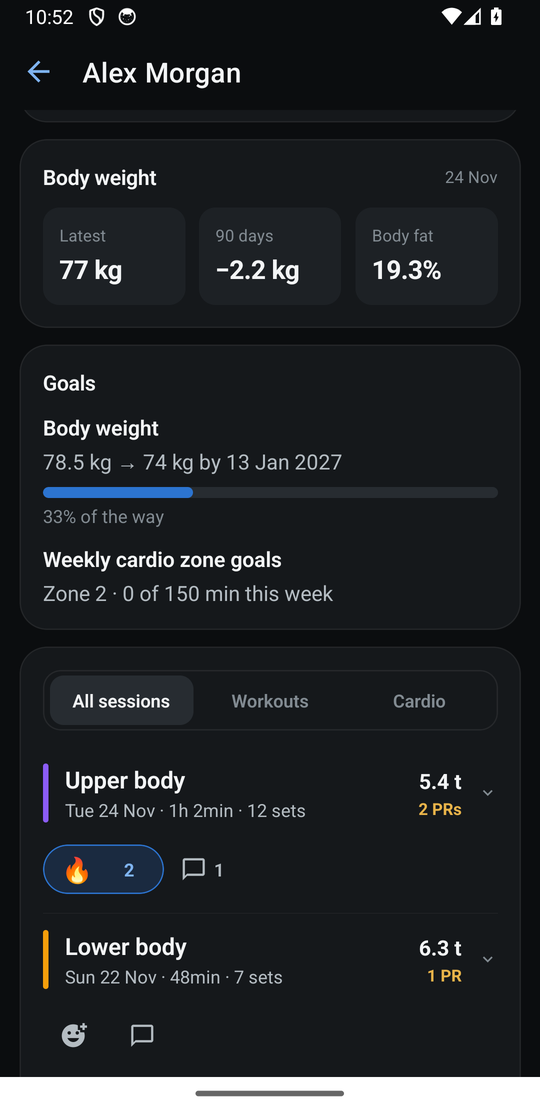 10:52
Alex Morgan
Body weight
24 Nov
Latest
77 kg
90 days
−2.2 kg
Body fat
19.3%
Goals
Body weight
78.5 kg → 74 kg by 13 Jan 2027
33% of the way
Weekly cardio zone goals
Zone 2 · 0 of 150 min this week
All sessions
Workouts
Cardio
Upper body
5.4 t
Tue 24 Nov · 1h 2min · 12 sets
2 PRs
2
1
Lower body
6.3 t
Sun 22 Nov · 48min · 7 sets
1 PR